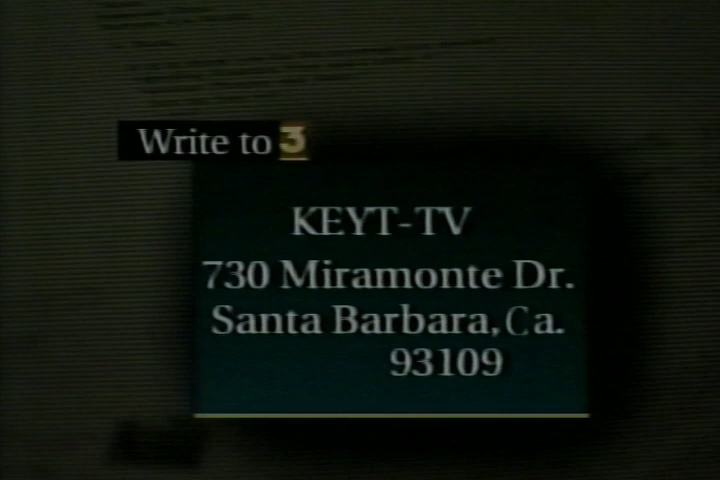 Write to 3
KEYT-TV
730 Miramonte Dr.
Santa Barbara, Ca.
93109